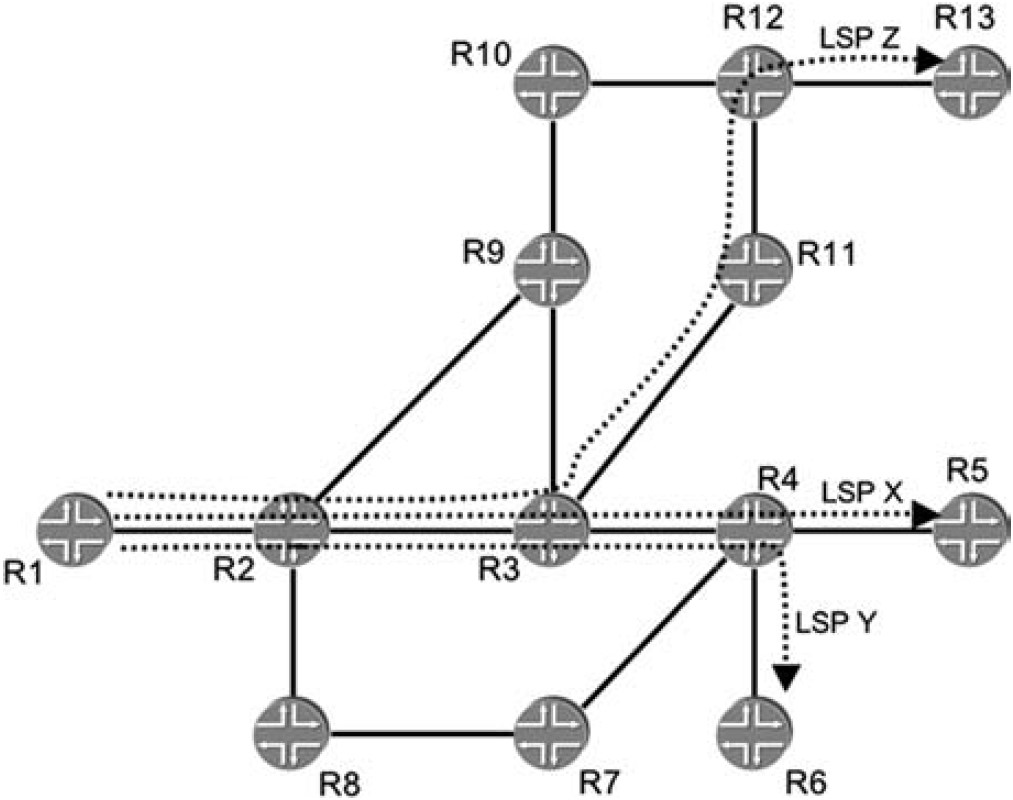 R12
R13
R10
LSP Z
R9
R11
R4
R5
LSP X
R1
R2
R3
LSP Y
R8
R7
R6